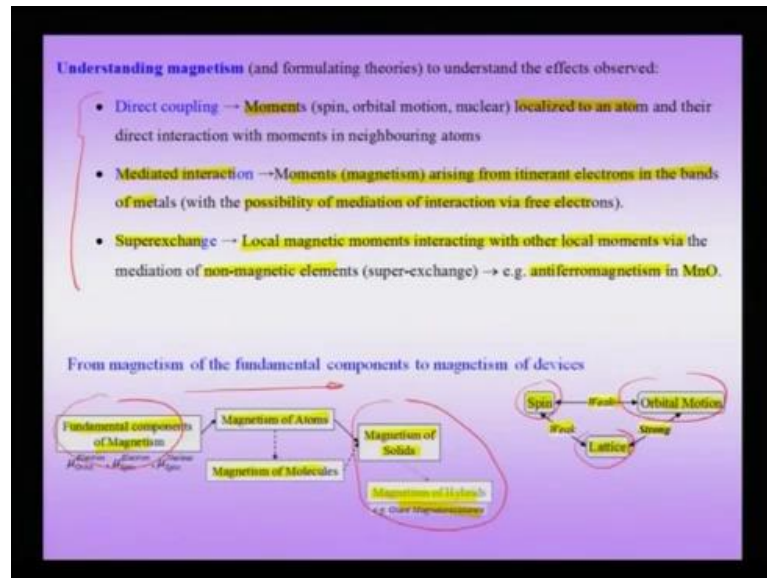 Understanding magnetism (and formulating theories) to understand the effects observed:
• Direct coupling → Moments (spin, orbital motion, nuclear) localized to an atom and their
direct interaction with moments in neighbouring atoms
• Mediated interaction →Moments (magnetism) arising from itinerant electrons in the bands
of metals (with the possibility of mediation of interaction via free electrons).
• Superexchange → Local magnetic moments interacting with other local moments via the
mediation of non-magnetic elements (super-exchange) → e.g. antiferromagnetism in MnO.
From magnetism of the fundamental components to magnetism of devices
Fundamental components
of Magnetism
Magnetism of Atoms
Magnetism of Molecules
Magnetism of
Solids
Magnetism of Hybrids
e.g. Giant Magnetoresistance
Spin
Weak
Orbital Motion
Weak
Strong
Lattice